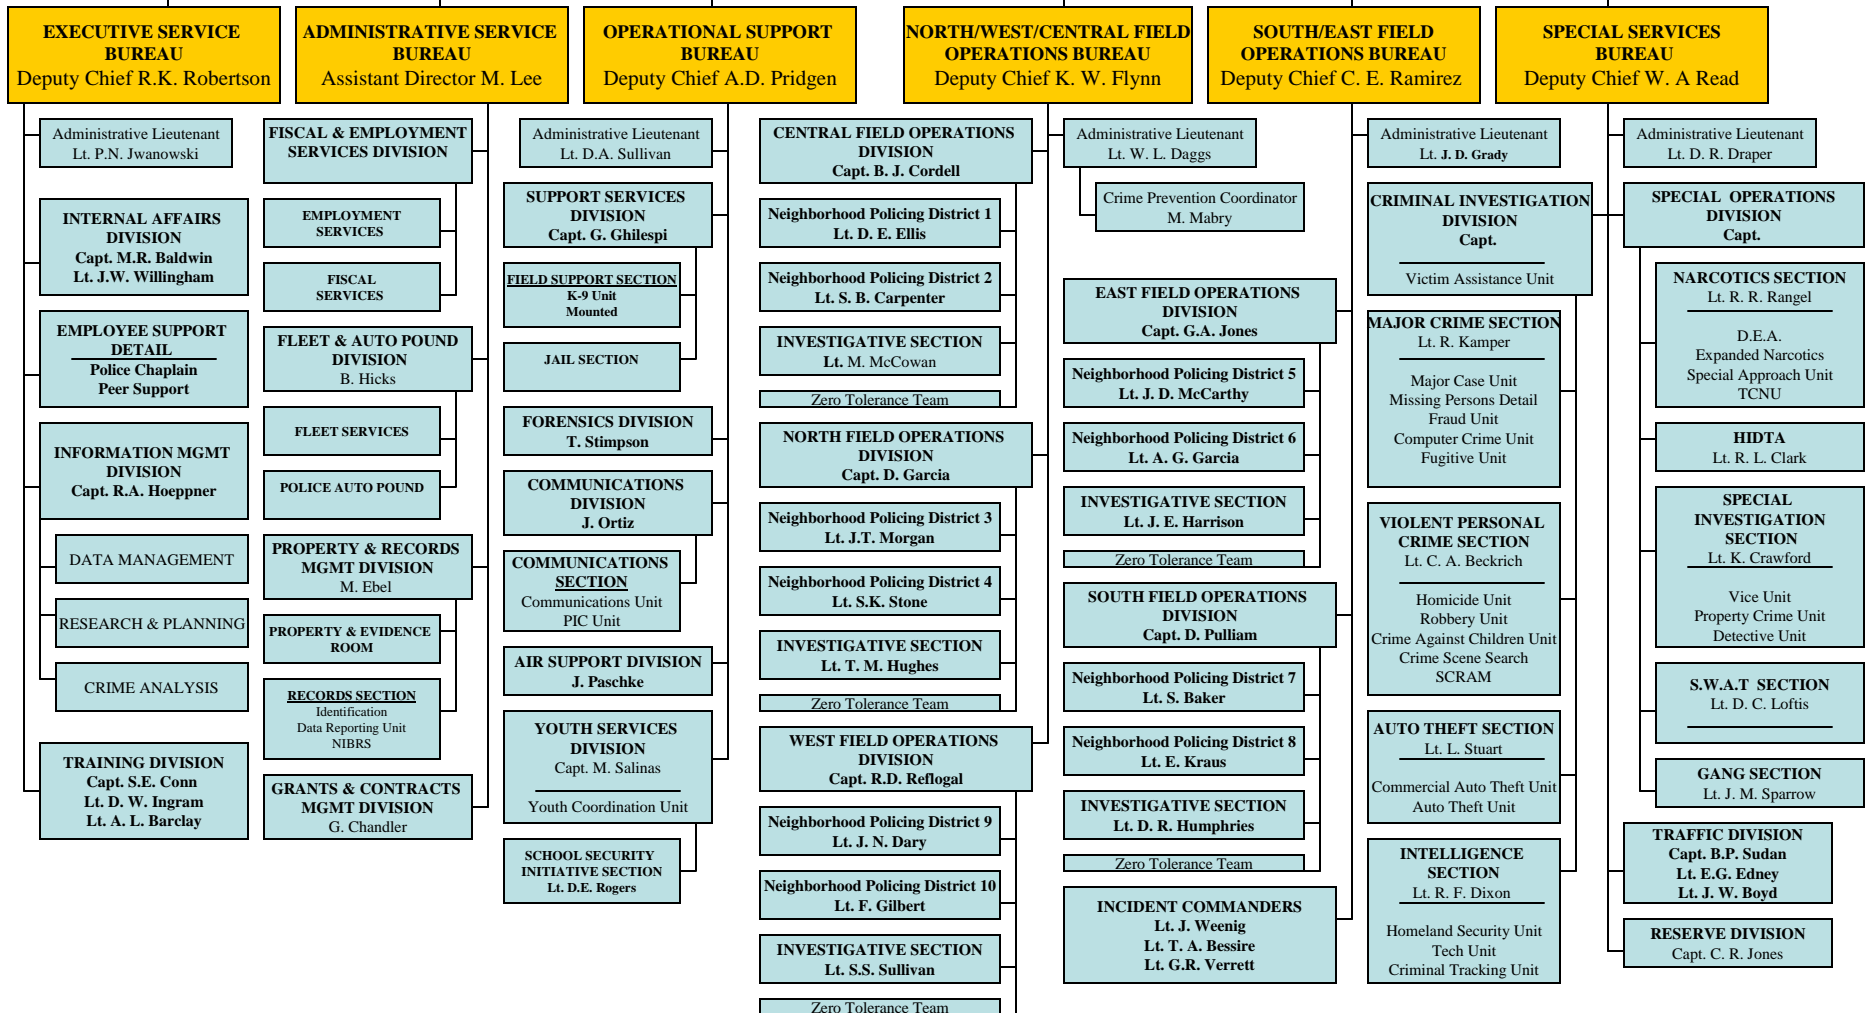 EXECUTIVE SERVICE
BUREAU
Deputy Chief R.K. Robertson
Administrative Lieutenant
Lt. P.N. Jwanowski
INTERNAL AFFAIRS
DIVISION
Capt. M.R. Baldwin
Lt. J.W. Willingham
EMPLOYEE SUPPORT
DETAIL
Police Chaplain
Peer Support
INFORMATION MGMT
DIVISION
Capt. R.A. Hoeppner
DATA MANAGEMENT
RESEARCH & PLANNING
CRIME ANALYSIS
TRAINING DIVISION
Capt. S.E. Conn
Lt. D. W. Ingram
Lt. A. L. Barclay
ADMINISTRATIVE SERVICE
BUREAU
Assistant Director M. Lee
FISCAL & EMPLOYMENT
SERVICES DIVISION
EMPLOYMENT
SERVICES
FISCAL
SERVICES
FLEET & AUTO POUND
DIVISION
B. Hicks
FLEET SERVICES
POLICE AUTO POUND
PROPERTY & RECORDS
MGMT DIVISION
M. Ebel
PROPERTY & EVIDENCE
ROOM
RECORDS SECTION
Identification
Data Reporting Unit
NIBRS
GRANTS & CONTRACTS
MGMT DIVISION
G. Chandler
OPERATIONAL SUPPORT
BUREAU
Deputy Chief A.D. Pridgen
Administrative Lieutenant
Lt. D.A. Sullivan
SUPPORT SERVICES
DIVISION
Capt. G. Ghilespi
FIELD SUPPORT SECTION
K-9 Unit
Mounted
JAIL SECTION
FORENSICS DIVISION
T. Stimpson
COMMUNICATIONS
DIVISION
J. Ortiz
COMMUNICATIONS
SECTION
Communications Unit
PIC Unit
AIR SUPPORT DIVISION
J. Paschke
YOUTH SERVICES
DIVISION
Capt. M. Salinas
Youth Coordination Unit
SCHOOL SECURITY
INITIATIVE SECTION
Lt. D.E. Rogers
NORTH/WEST/CENTRAL FIELD
OPERATIONS BUREAU
Deputy Chief K. W. Flynn
CENTRAL FIELD OPERATIONS
DIVISION
Capt. B. J. Cordell
Neighborhood Policing District 1
Lt. D. E. Ellis
Neighborhood Policing District 2
Lt. S. B. Carpenter
INVESTIGATIVE SECTION
Lt. M. McCowan
Zero Tolerance Team
NORTH FIELD OPERATIONS
DIVISION
Capt. D. Garcia
Neighborhood Policing District 3
Lt. J.T. Morgan
Neighborhood Policing District 4
Lt. S.K. Stone
INVESTIGATIVE SECTION
Lt. T. M. Hughes
Zero Tolerance Team
WEST FIELD OPERATIONS
DIVISION
Capt. R.D. Reflogal
Neighborhood Policing District 9
Lt. J. N. Dary
Neighborhood Policing District 10
Lt. F. Gilbert
INVESTIGATIVE SECTION
Lt. S.S. Sullivan
Zero Tolerance Team
Administrative Lieutenant
Lt. W. L. Daggs
Crime Prevention Coordinator
M. Mabry
SOUTH/EAST FIELD
OPERATIONS BUREAU
Deputy Chief C. E. Ramirez
Administrative Lieutenant
Lt. J. D. Grady
EAST FIELD OPERATIONS
DIVISION
Capt. G.A. Jones
Neighborhood Policing District 5
Lt. J. D. McCarthy
Neighborhood Policing District 6
Lt. A. G. Garcia
INVESTIGATIVE SECTION
Lt. J. E. Harrison
Zero Tolerance Team
SOUTH FIELD OPERATIONS
DIVISION
Capt. D. Pulliam
Neighborhood Policing District 7
Lt. S. Baker
Neighborhood Policing District 8
Lt. E. Kraus
INVESTIGATIVE SECTION
Lt. D. R. Humphries
Zero Tolerance Team
INCIDENT COMMANDERS
Lt. J. Weenig
Lt. T. A. Bessire
Lt. G.R. Verrett
SPECIAL SERVICES
BUREAU
Deputy Chief W. A Read
Administrative Lieutenant
Lt. D. R. Draper
CRIMINAL INVESTIGATION
DIVISION
Capt.
Victim Assistance Unit
MAJOR CRIME SECTION
Lt. R. Kamper
Major Case Unit
Missing Persons Detail
Fraud Unit
Computer Crime Unit
Fugitive Unit
VIOLENT PERSONAL
CRIME SECTION
Lt. C. A. Beckrich
Homicide Unit
Robbery Unit
Crime Against Children Unit
Crime Scene Search
SCRAM
AUTO THEFT SECTION
Lt. L. Stuart
Commercial Auto Theft Unit
Auto Theft Unit
INTELLIGENCE
SECTION
Lt. R. F. Dixon
Homeland Security Unit
Tech Unit
Criminal Tracking Unit
SPECIAL OPERATIONS
DIVISION
Capt.
NARCOTICS SECTION
Lt. R. R. Rangel
D.E.A.
Expanded Narcotics
Special Approach Unit
TCNU
HIDTA
Lt. R. L. Clark
SPECIAL
INVESTIGATION
SECTION
Lt. K. Crawford
Vice Unit
Property Crime Unit
Detective Unit
S.W.A.T SECTION
Lt. D. C. Loftis
GANG SECTION
Lt. J. M. Sparrow
TRAFFIC DIVISION
Capt. B.P. Sudan
Lt. E.G. Edney
Lt. J. W. Boyd
RESERVE DIVISION
Capt. C. R. Jones